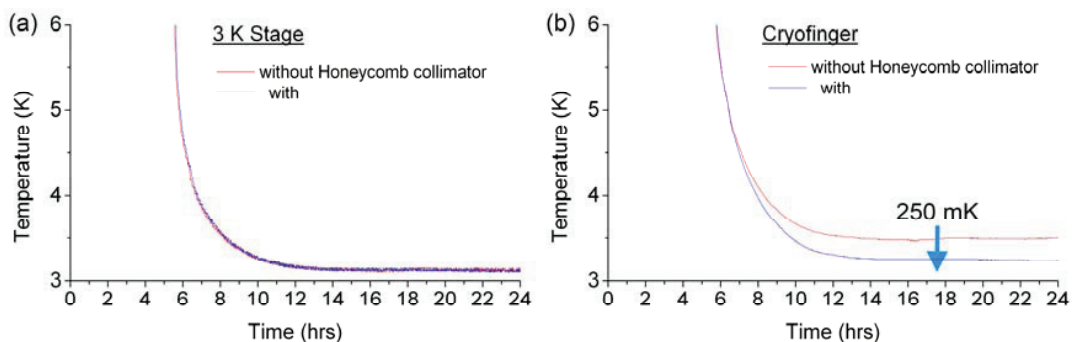 (a)
3 K Stage
without Honeycomb collimator
with
Temperature (K)
6
5
4
3
0 2 4 6 8 10 12 14 16 18 20 22 24
Time (hrs)
(b)
Cryofinger
without Honeycomb collimator
with
250 mK
Temperature (K)
6
5
4
3
0 2 4 6 8 10 12 14 16 18 20 22 24
Time (hrs)